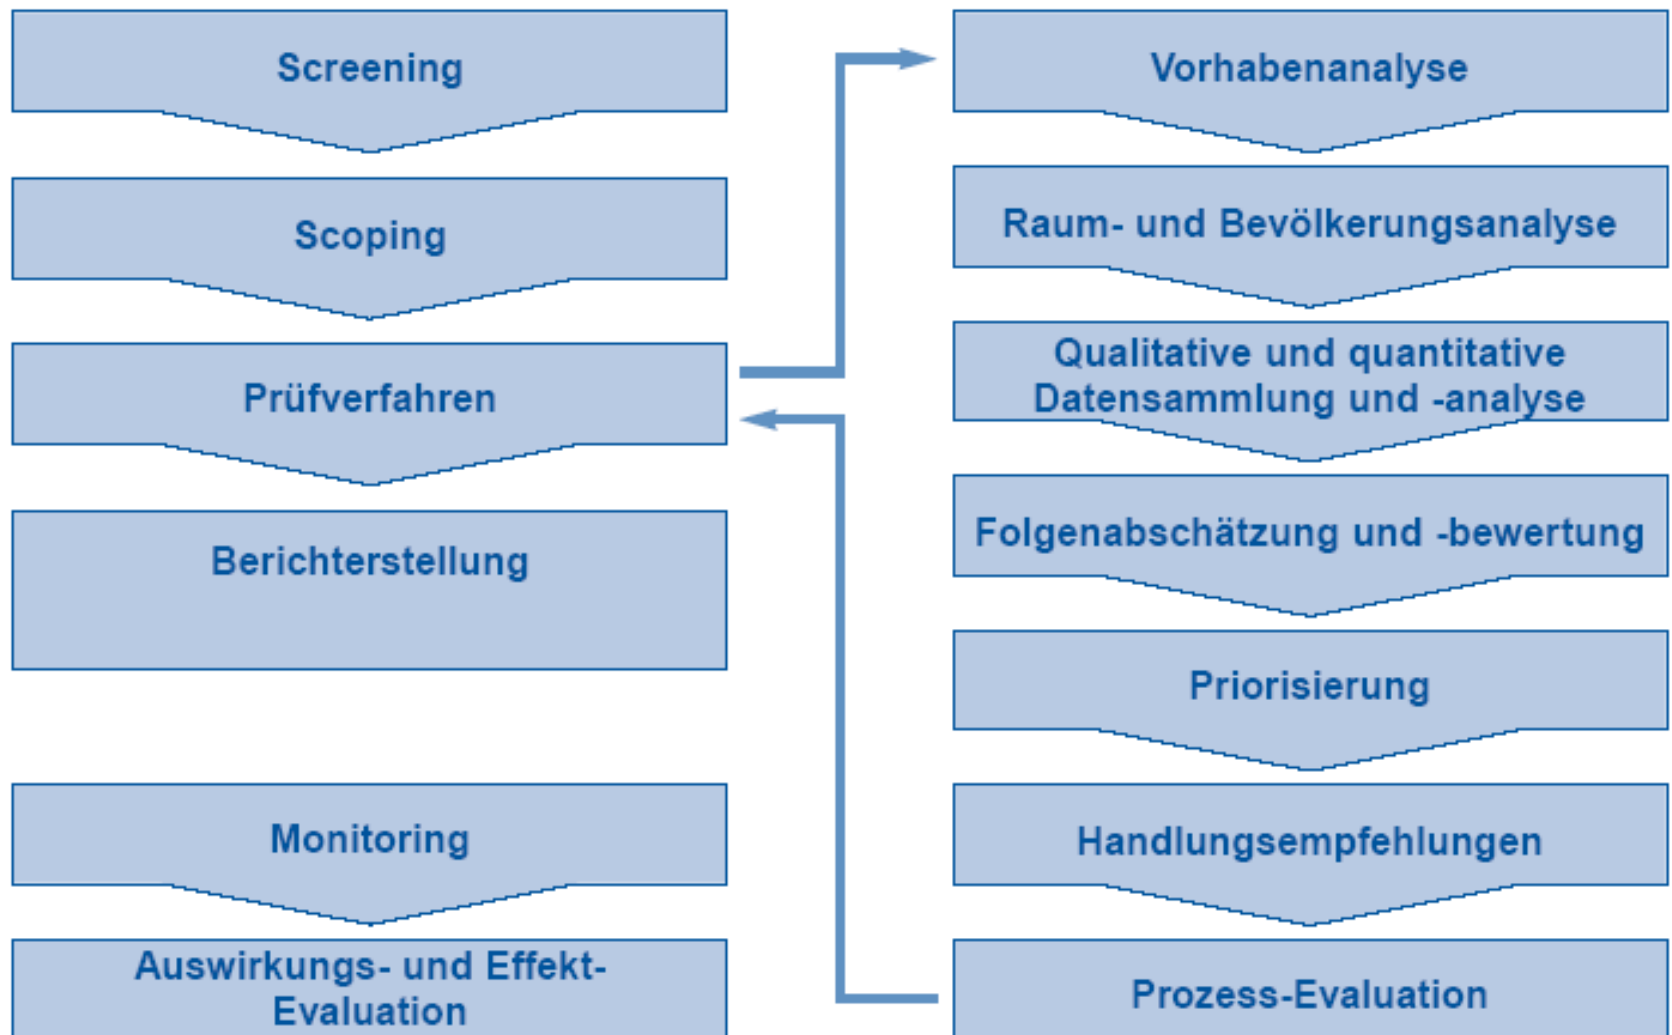 Screening
Scoping
Prüfverfahren
Berichterstellung
Monitoring
Auswirkungs- und Effekt-
Evaluation
Vorhabenanalyse
Raum- und Bevölkerungsanalyse
Qualitative und quantitative
Datensammlung und -analyse
Folgenabschätzung und -bewertung
Priorisierung
Handlungsempfehlungen
Prozess-Evaluation